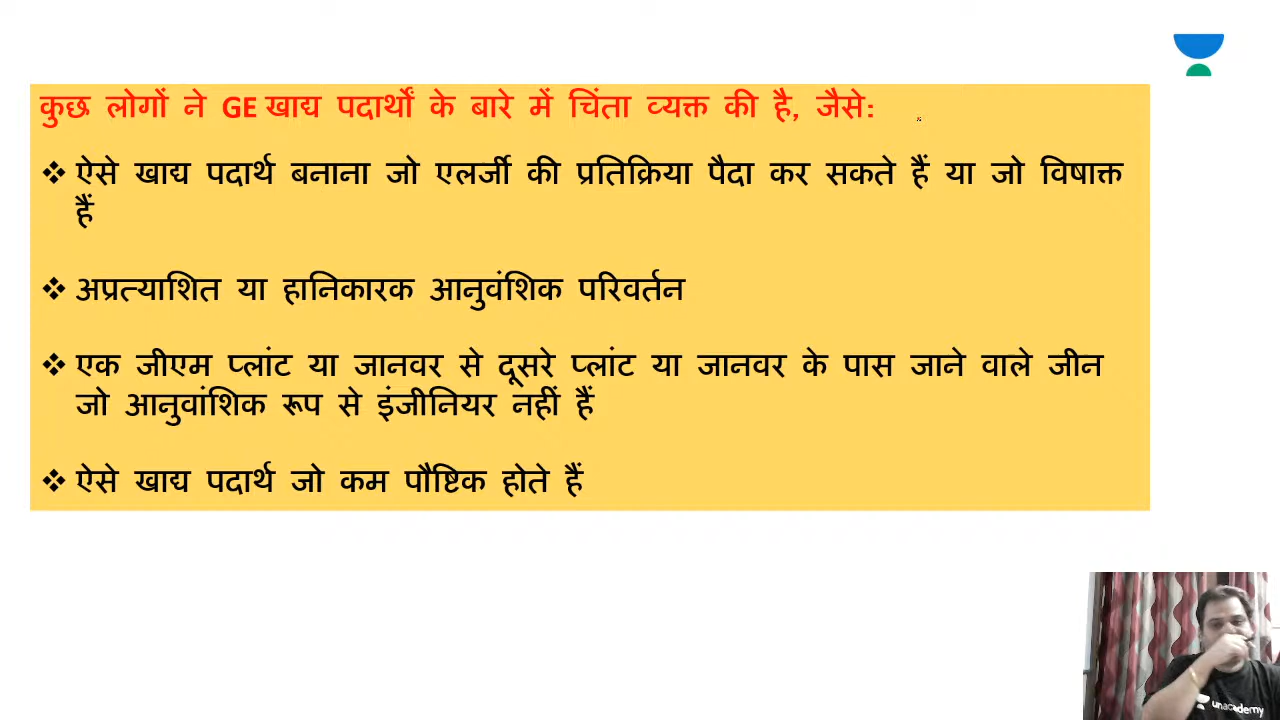 कुछ लोगों ने GE खाद्य पदार्थों के बारे में चिंता व्यक्त की है, जैसे:
❖ ऐसे खाद्य पदार्थ बनाना जो एलर्जी की प्रतिक्रिया पैदा कर सकते हैं या जो विषाक्त
हैं
❖ अप्रत्याशित या हानिकारक आनुवंशिक परिवर्तन
❖ एक जीएम प्लांट या जानवर से दूसरे प्लांट या जानवर के पास जाने वाले जीन
जो आनुवांशिक रूप से इंजीनियर नहीं हैं
❖ ऐसे खाद्य पदार्थ जो कम पौष्टिक होते हैं
unacademy